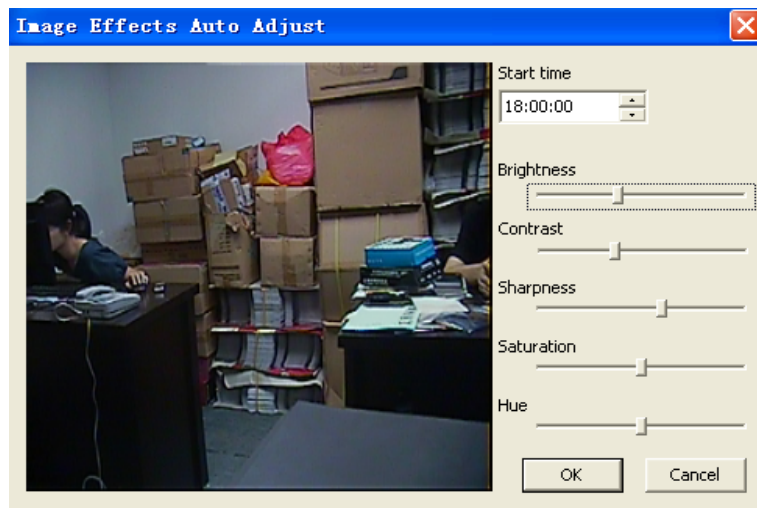 Image Effects Auto Adjust
Start time
18:00:00
Brightness
Contrast
Sharpness
Saturation
Hue
OK
Cancel